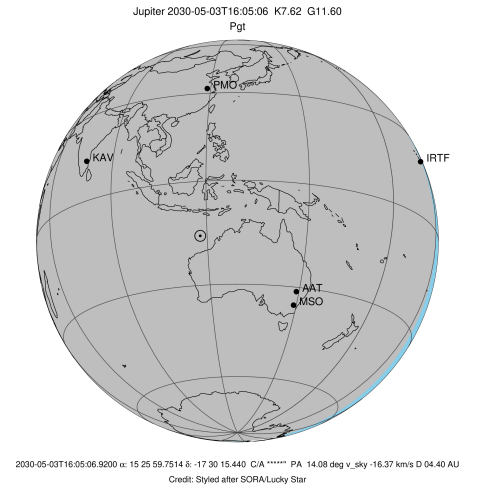 Jupiter 2030-05-03T16:05:06 K7.62 G11.60
Pgt
PMO
KAV
IRTF
AAT
MSO
2030-05-03T16:05:06.9200 α: 15 25 59.7514 δ: -17 30 15.440 C/A *****" PA 14.08 deg v_sky -16.37 km/s D 04.40 AU
Credit: Styled after SORA/Lucky Star